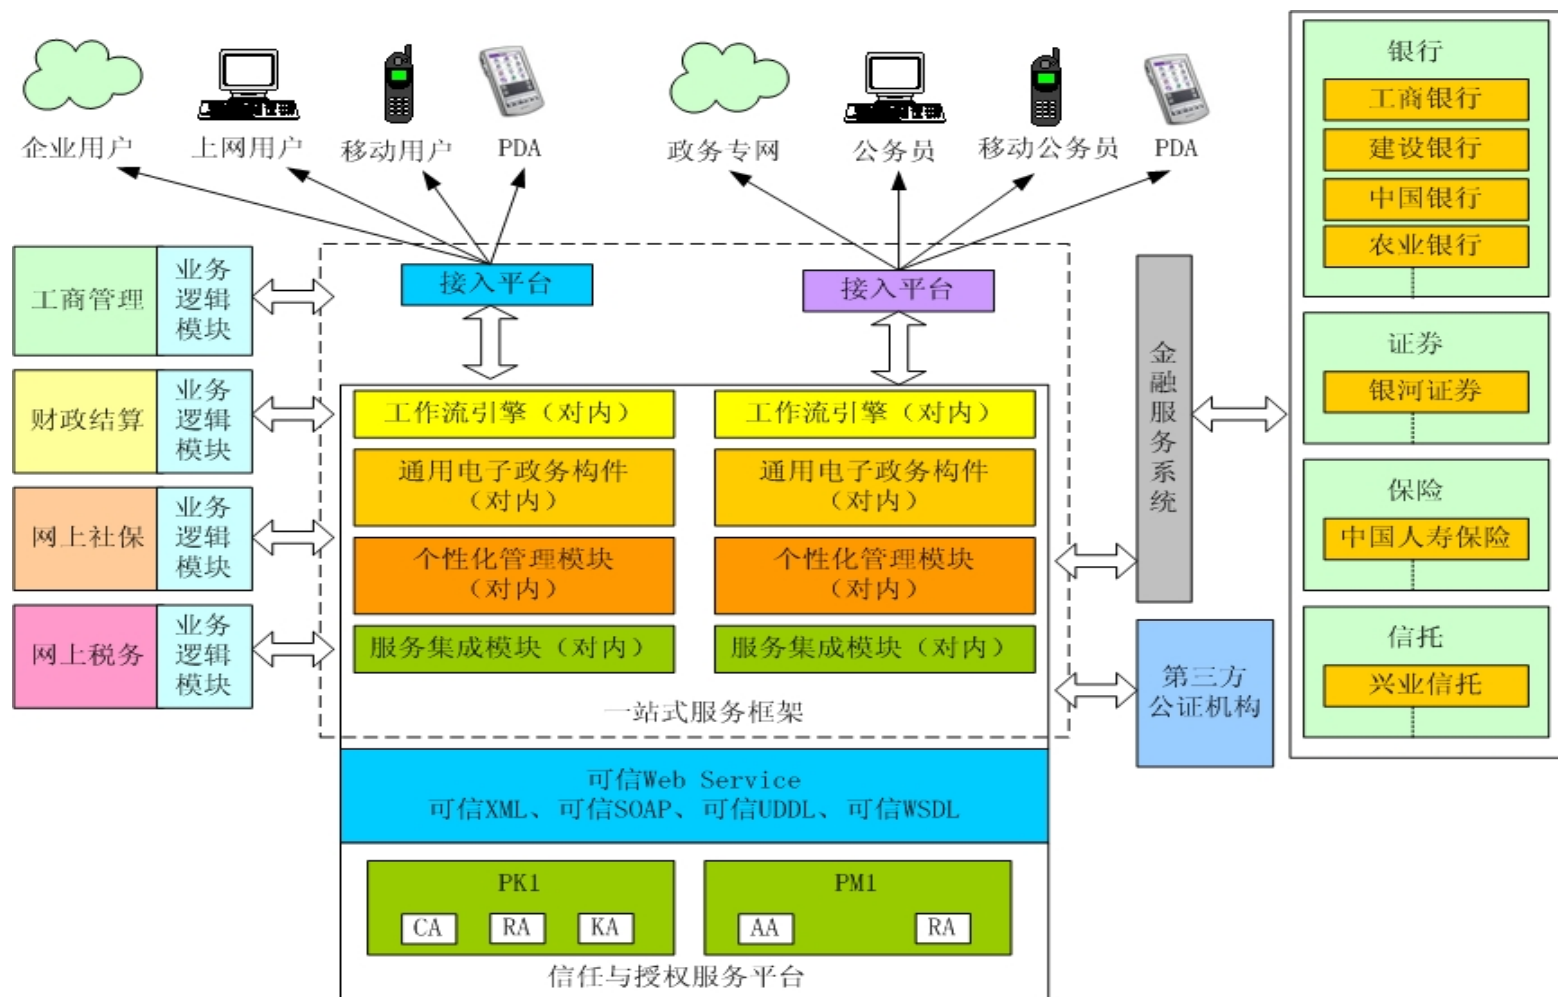 企业用户
上网用户
移动用户
PDA
政务专网
公务员
移动公务员
PDA
接入平台
接入平台
工商管理
业务
逻辑
模块
财政结算
业务
逻辑
模块
网上社保
业务
逻辑
模块
网上税务
业务
逻辑
模块
工作流引擎（对内）
通用电子政务构件
（对内）
个性化管理模块
（对内）
服务集成模块（对内）
工作流引擎（对内）
通用电子政务构件
（对内）
个性化管理模块
（对内）
服务集成模块（对内）
一站式服务框架
可信Web Service
可信XML、可信SOAP、可信UDDL、可信WSDL
PK1
CA
RA
KA
PM1
AA
RA
信任与授权服务平台
金融服务系统
第三方
公证机构
银行
工商银行
建设银行
中国银行
农业银行
证券
银河证券
保险
中国人寿保险
信托
兴业信托